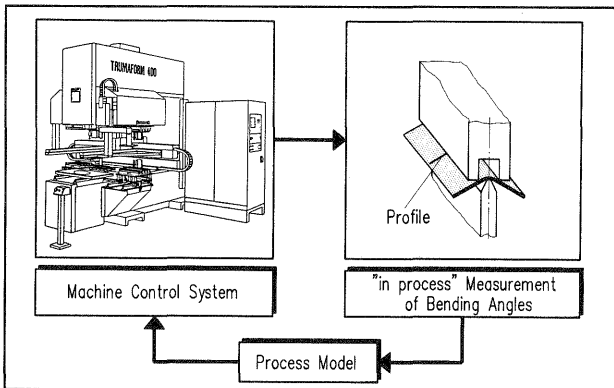 TRUMAFORM 400
Profile
Machine Control System
"in process" Measurement
of Bending Angles
Process Model